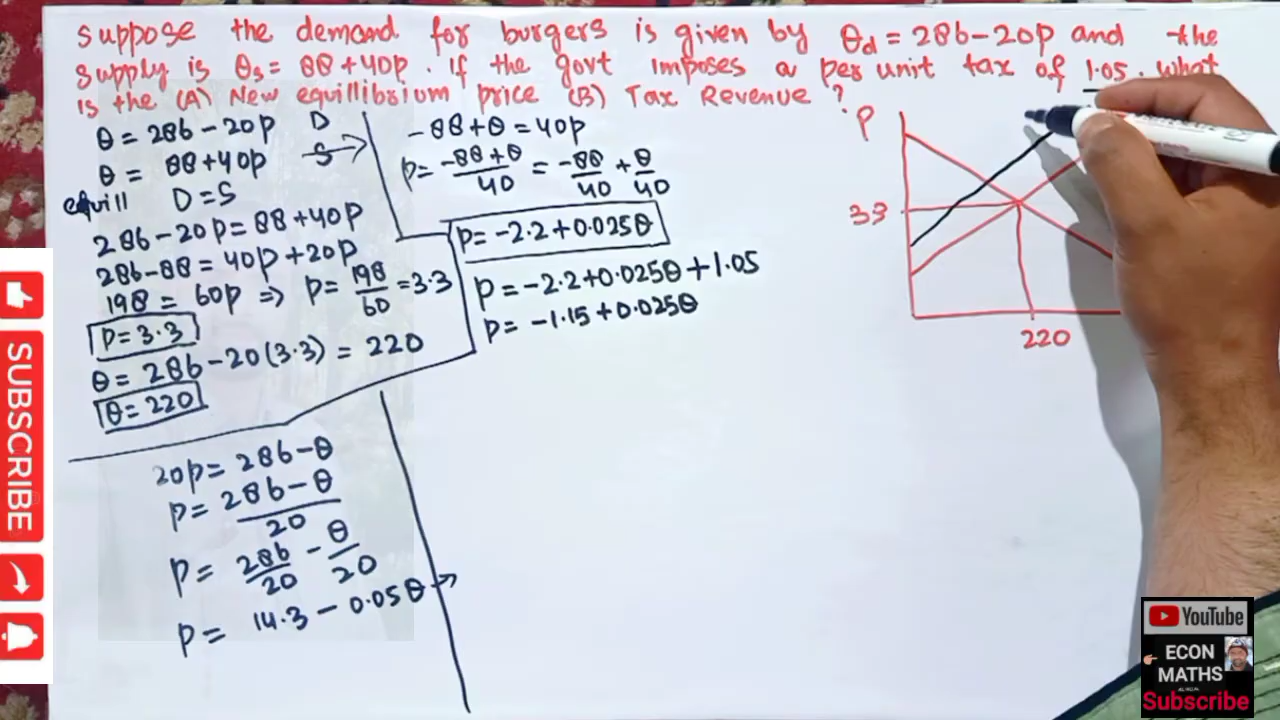 suppose the demand for burgers is given by Qd = 286-20p and the
supply is Qs = 88+40p. If the govt imposes a per unit tax of 1.05. What
is the (A) New equillibrium price (B) Tax Revenue ?
Q = 286-20p D
Q = 88+40p S
equill D=S
286-20p = 88+40p
286-88 = 40p+20p
198 = 60p => p = 198/60 = 3.3
p = 3.3
Q = 286-20(3.3) = 220
Q = 220
20p = 286-Q
p = 286-Q/20
p = 286/20 - Q/20
p = 14.3 - 0.05Q →
-88+Q = 40p
p = -88+Q/40 = -88/40 + Q/40
p = -2.2+0.025Q
p = -2.2+0.025Q+1.05
p = -1.15+0.025Q
P
33
220
SUBSCRIBE
YouTube
ECON
MATHS
Subscribe